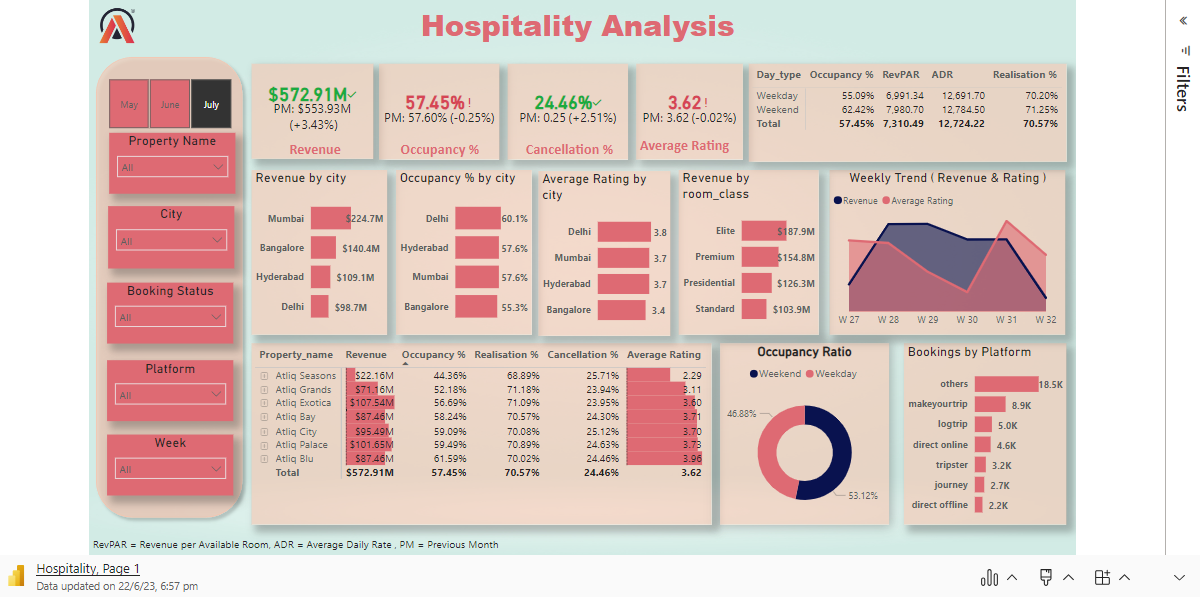 Hospitality Analysis
May June July
Property Name
All
City
All
Booking Status
All
Platform
All
Week
All
$572.91M
PM: $553.93M
(+3.43%)
Revenue
57.45%!
PM: 57.60% (-0.25%)
Occupancy %
24.46%
PM: 0.25 (+2.51%)
Cancellation %
3.62!
PM: 3.62 (-0.02%)
Average Rating
Day_type Occupancy % RevPAR ADR Realisation %
Weekday 55.09% 6,991.34 12,691.70 70.20%
Weekend 62.42% 7,980.70 12,784.50 71.25%
Total 57.45% 7,310.49 12,724.22 70.57%
Revenue by city
Mumbai $224.7M
Bangalore $140.4M
Hyderabad $109.1M
Delhi $98.7M
Occupancy % by city
Delhi 60.1%
Hyderabad 57.6%
Mumbai 57.6%
Bangalore 55.3%
Average Rating by
city
Delhi 3.8
Mumbai 3.7
Hyderabad 3.7
Bangalore 3.4
Revenue by
room_class
Elite $187.9M
Premium $154.8M
Presidential $126.3M
Standard $103.9M
Weekly Trend ( Revenue & Rating )
Revenue Average Rating
W 27 W 28 W 29 W 30 W 31 W 32
Property_name Revenue Occupancy % Realisation % Cancellation % Average Rating
Atliq Seasons $22.16M 44.36% 68.89% 25.71% 2.29
Atliq Grands $71.16M 52.18% 71.18% 23.94% 3.11
Atliq Exotica $107.54M 56.69% 71.09% 23.95% 3.60
Atliq Bay $87.46M 58.24% 70.57% 24.30% 3.71
Atliq City $95.49M 59.09% 70.08% 25.12% 3.70
Atliq Palace $101.65M 59.49% 70.89% 24.63% 3.73
Atliq Blu $87.46M 61.59% 70.02% 24.46% 3.96
Total $572.91M 57.45% 70.57% 24.46% 3.62
Occupancy Ratio
Weekend Weekday
46.88%
53.12%
Bookings by Platform
others 18.5K
makeyourtrip 8.9K
logtrip 5.0K
direct online 4.6K
tripster 3.2K
journey 2.7K
direct offline 2.2K
RevPAR = Revenue per Available Room, ADR = Average Daily Rate , PM = Previous Month
Filters
Hospitality, Page 1
Data updated on 22/6/23, 6:57 pm